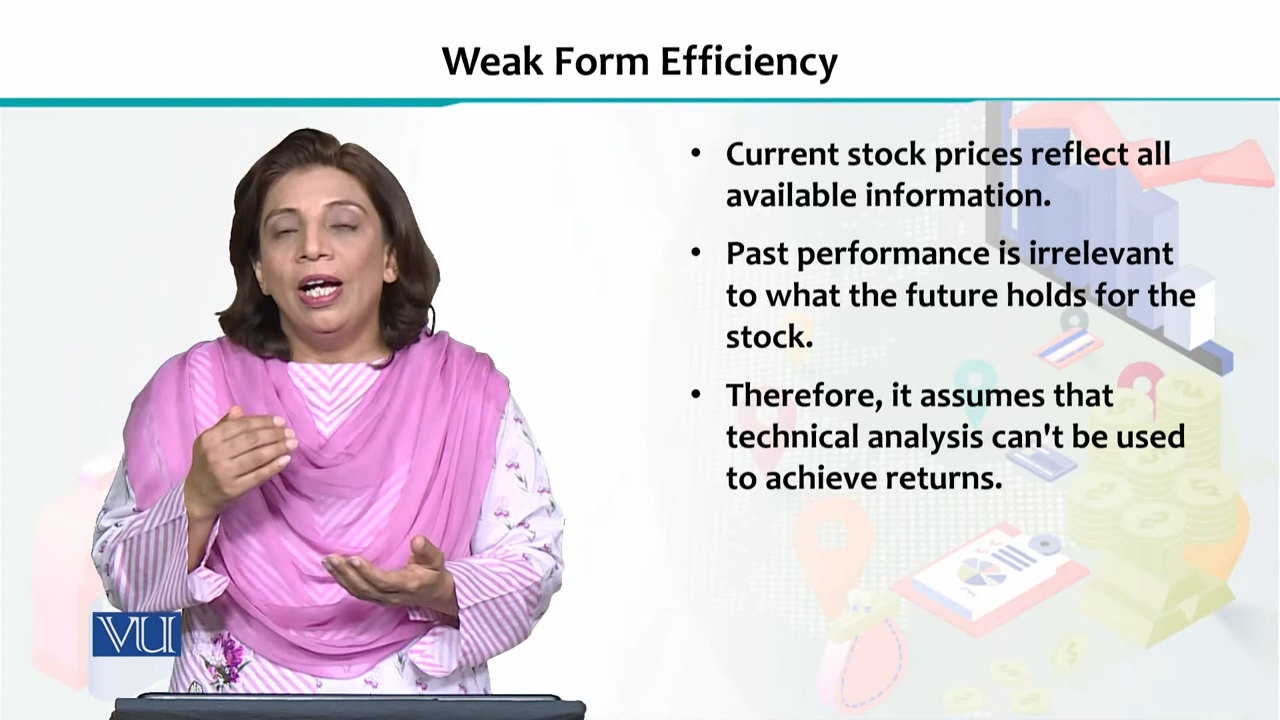 Weak Form Efficiency
• Current stock prices reflect all
available information.
• Past performance is irrelevant
to what the future holds for the
stock.
• Therefore, it assumes that
technical analysis can't be used
to achieve returns.
VU